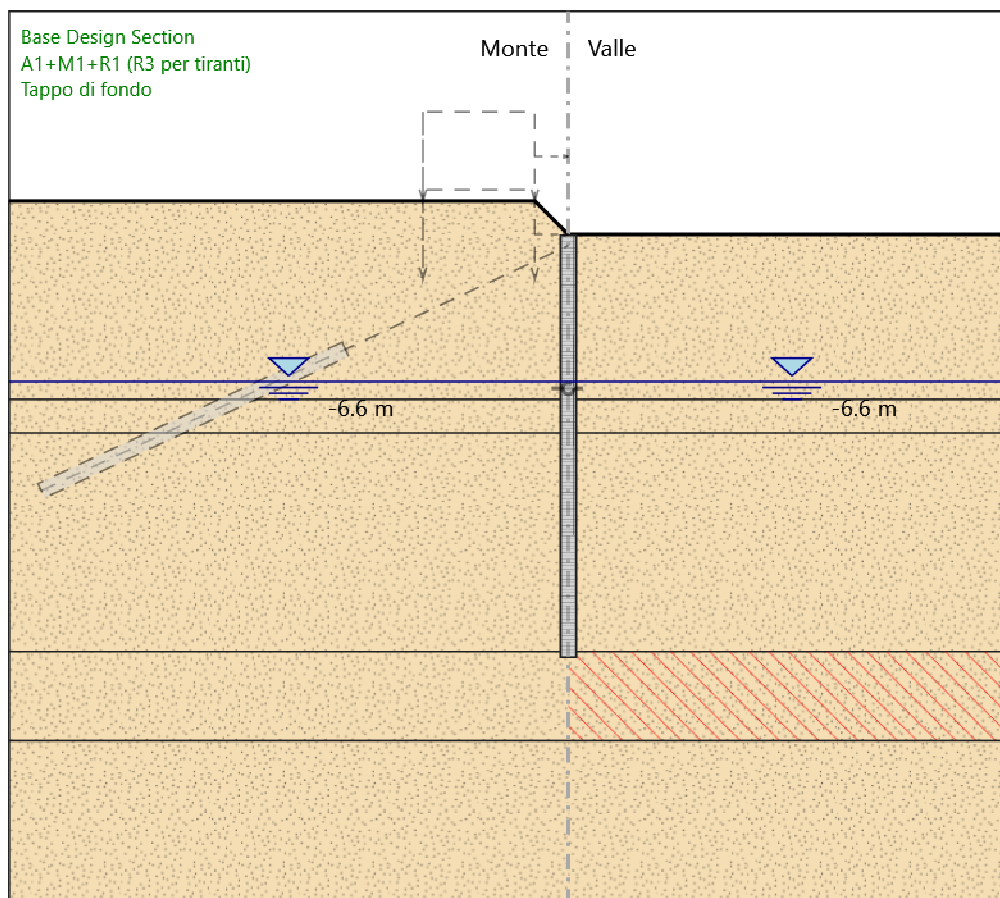 Base Design Section
A1+M1+R1 (R3 per tiranti)
Tappo di fondo
Monte
Valle
-6.6 m
-6.6 m